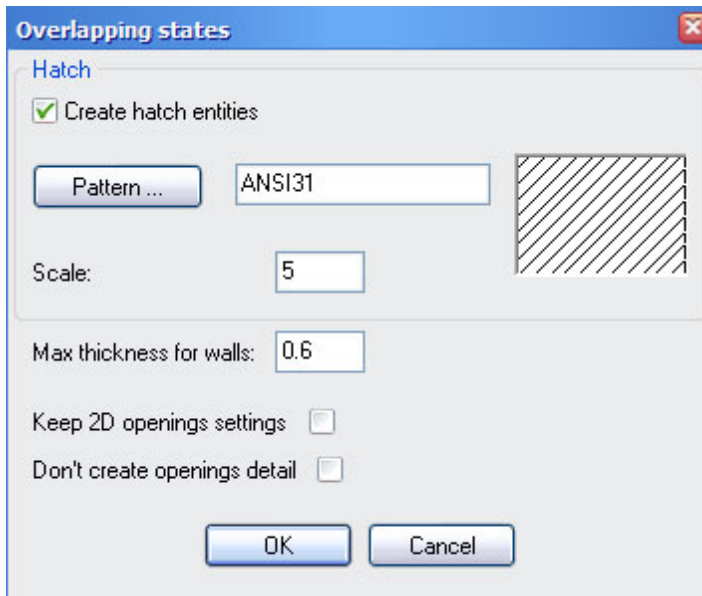 Overlapping states
Hatch
Create hatch entities
Pattern ... ANSI31
Scale: 5
Max thickness for walls: 0.6
Keep 2D openings settings
Don't create openings detail
OK Cancel